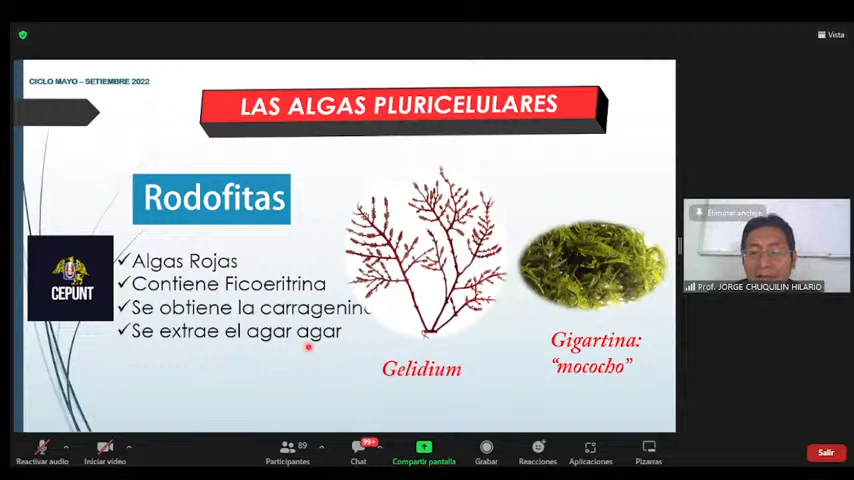 Vista
CICLO MAYO – SETIEMBRE 2022
LAS ALGAS PLURICELULARES
Rodofitas
✓Algas Rojas
✓Contiene Ficoeritrina
✓Se obtiene la carragenina
✓Se extrae el agar agar
CEPUNT
Gelidium
Gigartina:
“mococho”
Eliminar anclaje
Prof. JORGE CHUQUILIN HILARIO
Reactivar audio
Iniciar video
89
Participantes
99+
Chat
Compartir pantalla
Grabar
Reacciones
Aplicaciones
Pizarras
Salir